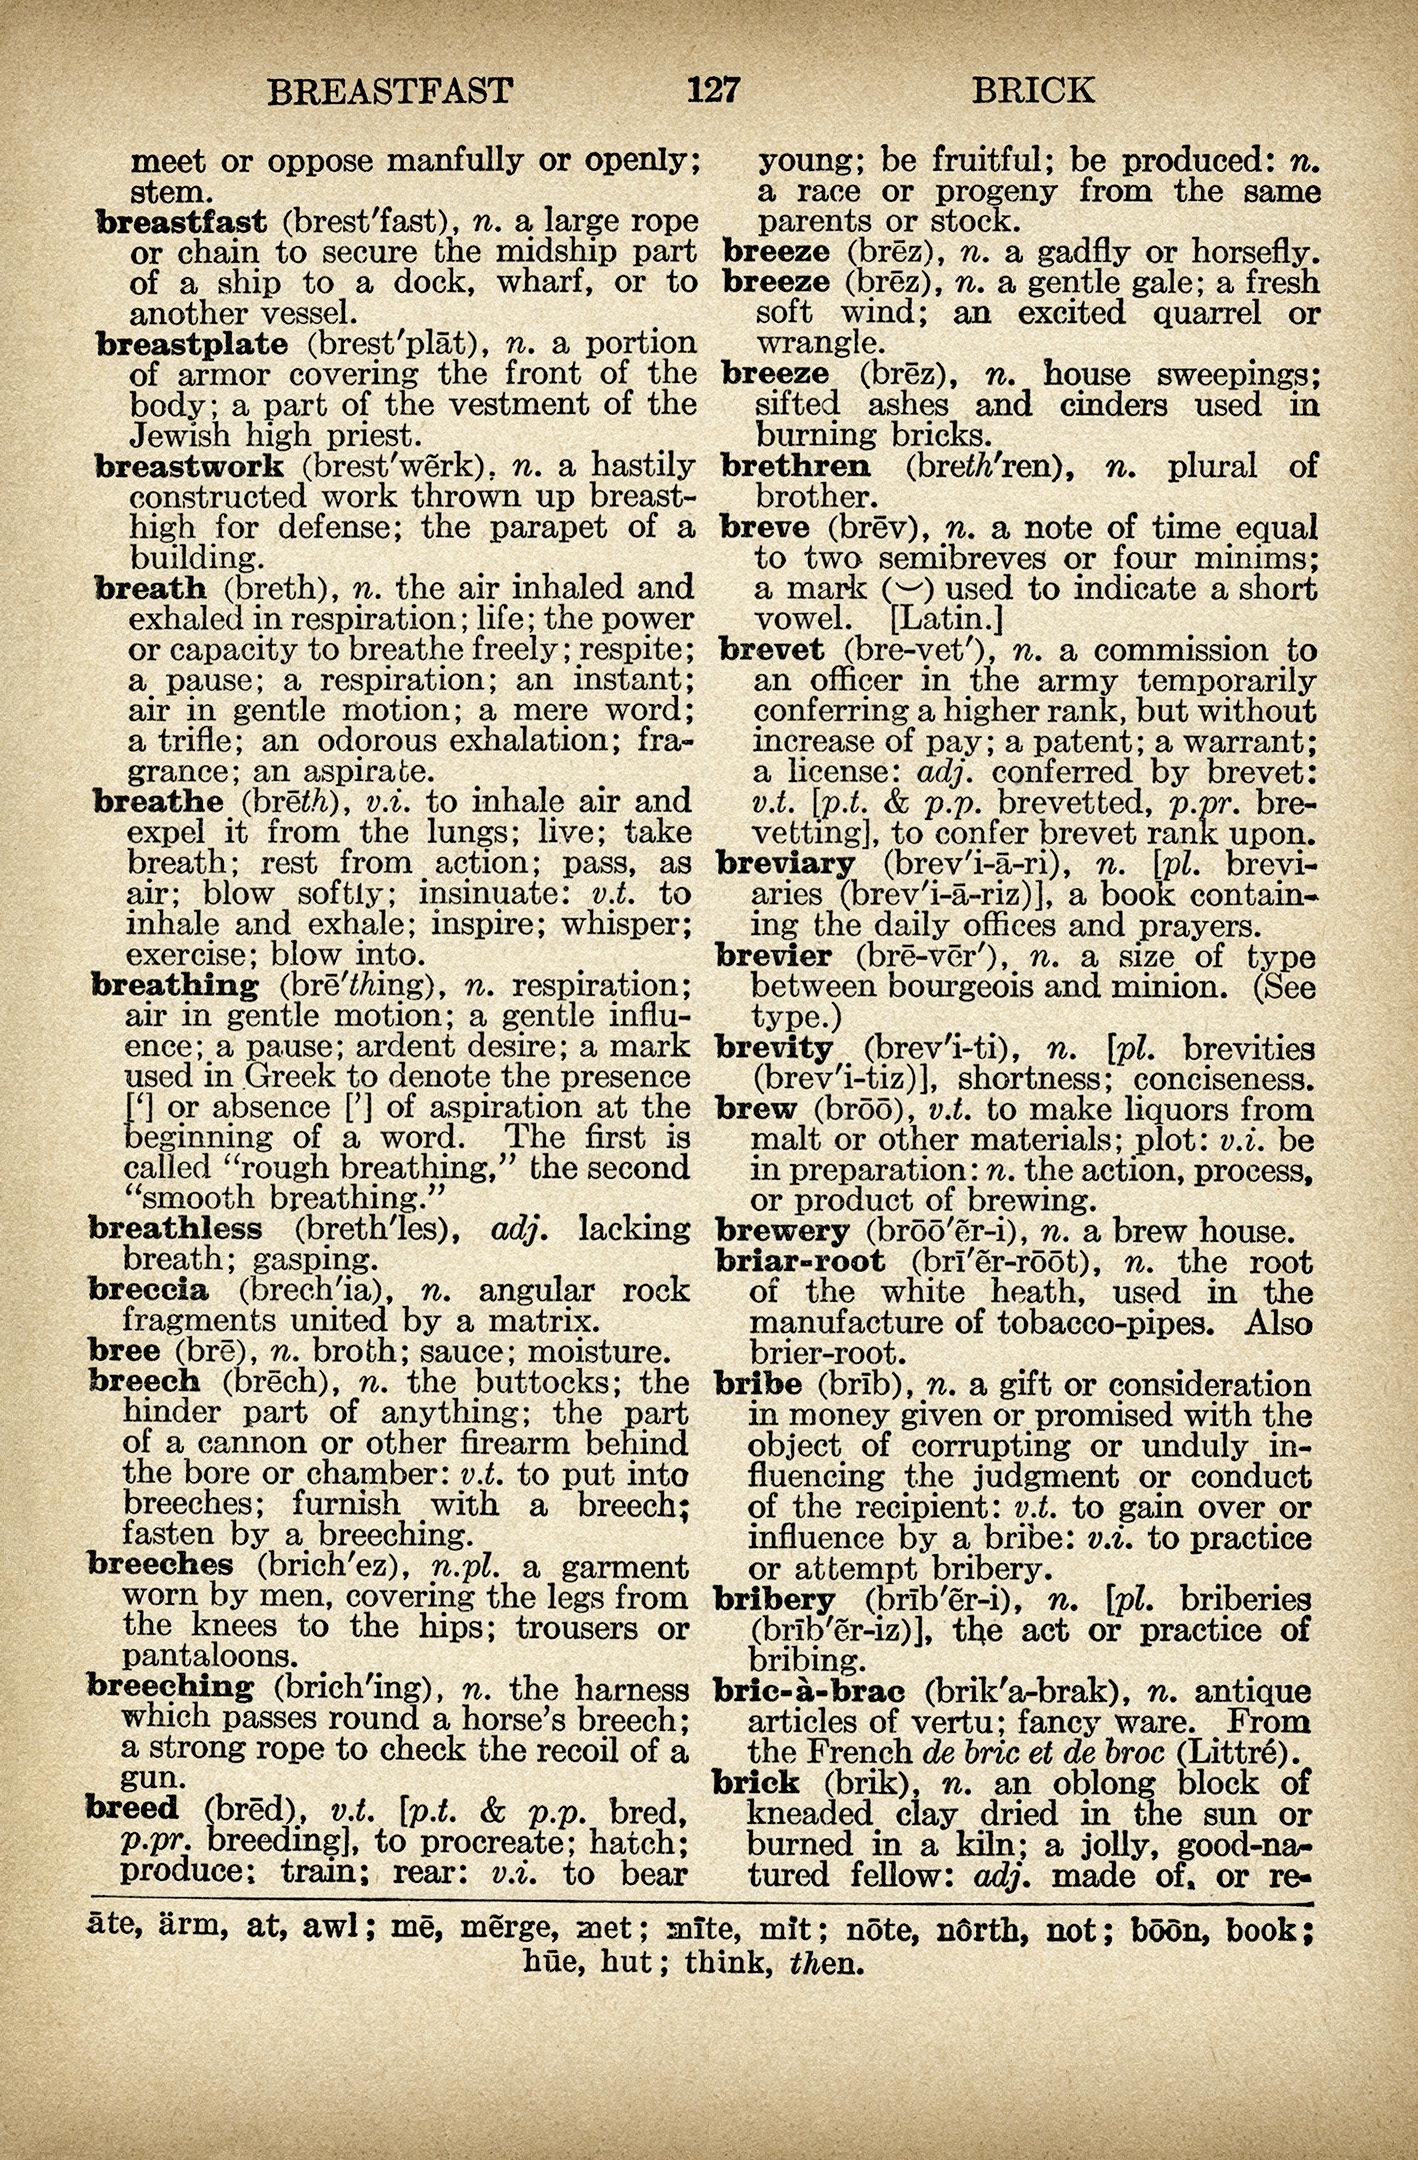 BREASTFAST 127 BRICK
meet or oppose manfully or openly;
stem.
breastfast (brest′fast), n. a large rope
or chain to secure the midship part
of a ship to a dock, wharf, or to
another vessel.
breastplate (brest′plāt), n. a portion
of armor covering the front of the
body; a part of the vestment of the
Jewish high priest.
breastwork (brest′wẽrk), n. a hastily
constructed work thrown up breast-
high for defense; the parapet of a
building.
breath (breth), n. the air inhaled and
exhaled in respiration; life; the power
or capacity to breathe freely; respite;
a pause; a respiration; an instant;
air in gentle motion; a mere word;
a trifle; an odorous exhalation; fra-
grance; an aspirate.
breathe (brēth), v.i. to inhale air and
expel it from the lungs; live; take
breath; rest from action; pass, as
air; blow softly; insinuate: v.t. to
inhale and exhale; inspire; whisper;
exercise; blow into.
breathing (brē′thing), n. respiration;
air in gentle motion; a gentle influ-
ence; a pause; ardent desire; a mark
used in Greek to denote the presence
[‘] or absence [’] of aspiration at the
beginning of a word. The first is
called “rough breathing,” the second
“smooth breathing.”
breathless (breth′les), adj. lacking
breath; gasping.
breccia (brech′ia), n. angular rock
fragments united by a matrix.
bree (brē), n. broth; sauce; moisture.
breech (brēch), n. the buttocks; the
hinder part of anything; the part
of a cannon or other firearm behind
the bore or chamber: v.t. to put into
breeches; furnish with a breech;
fasten by a breeching.
breeches (brich′ez), n.pl. a garment
worn by men, covering the legs from
the knees to the hips; trousers or
pantaloons.
breeching (brich′ing), n. the harness
which passes round a horse’s breech;
a strong rope to check the recoil of a
gun.
breed (brēd), v.t. [p.t. & p.p. bred,
p.pr. breeding], to procreate; hatch;
produce; train; rear: v.i. to bear
young; be fruitful; be produced: n.
a race or progeny from the same
parents or stock.
breeze (brēz), n. a gadfly or horsefly.
breeze (brēz), n. a gentle gale; a fresh
soft wind; an excited quarrel or
wrangle.
breeze (brēz), n. house sweepings;
sifted ashes and cinders used in
burning bricks.
brethren (breth′ren), n. plural of
brother.
breve (brēv), n. a note of time equal
to two semibreves or four minims;
a mark (⏑) used to indicate a short
vowel. [Latin.]
brevet (bre-vet′), n. a commission to
an officer in the army temporarily
conferring a higher rank, but without
increase of pay; a patent; a warrant;
a license: adj. conferred by brevet:
v.t. [p.t. & p.p. brevetted, p.pr. bre-
vetting], to confer brevet rank upon.
breviary (brev′i-ā-ri), n. [pl. brevi-
aries (brev′i-ā-riz)], a book contain-
ing the daily offices and prayers.
brevier (brē-vēr′), n. a size of type
between bourgeois and minion. (See
type.)
brevity (brev′i-ti), n. [pl. brevities
(brev′i-tiz)], shortness; conciseness.
brew (brōō), v.t. to make liquors from
malt or other materials; plot: v.i. be
in preparation: n. the action, process,
or product of brewing.
brewery (brōō′ẽr-i), n. a brew house.
briar-root (brī′ẽr-rōōt), n. the root
of the white heath, used in the
manufacture of tobacco-pipes. Also
brier-root.
bribe (brīb), n. a gift or consideration
in money given or promised with the
object of corrupting or unduly in-
fluencing the judgment or conduct
of the recipient: v.t. to gain over or
influence by a bribe: v.i. to practice
or attempt bribery.
bribery (brīb′ẽr-i), n. [pl. briberies
(brīb′ẽr-iz)], the act or practice of
bribing.
bric-à-brac (brik′a-brak), n. antique
articles of vertu; fancy ware. From
the French de bric et de broc (Littré).
brick (brik), n. an oblong block of
kneaded clay dried in the sun or
burned in a kiln; a jolly, good-na-
tured fellow: adj. made of, or re-
āte, ärm, at, awl; mē, mẽrge, met; mīte, mit; nōte, nôrth, not; bōōn, book;
hūe, hut; think, then.